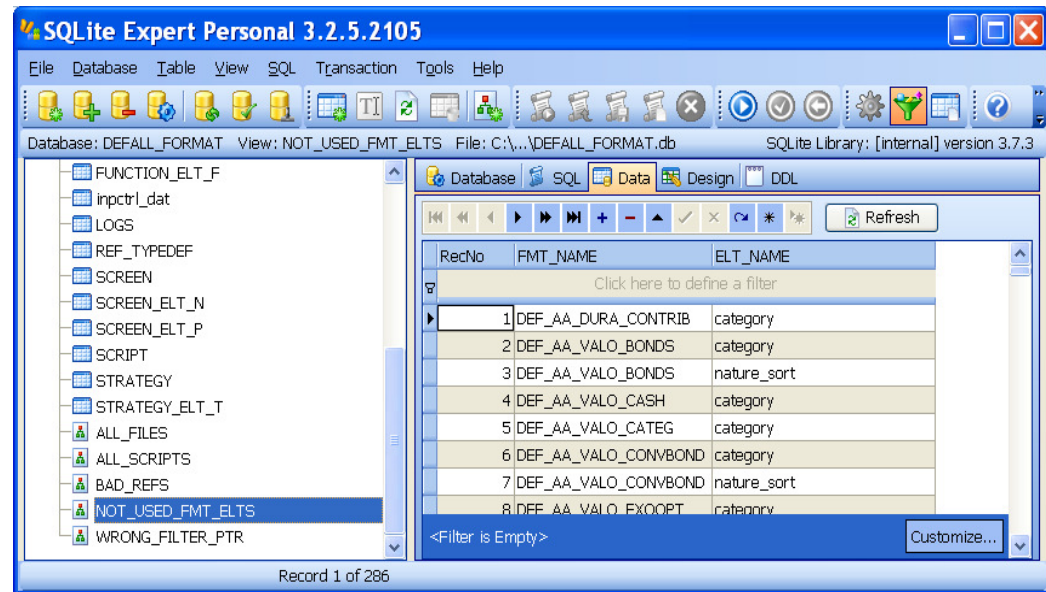 SQLite Expert Personal 3.2.5.2105
File Database Table View SQL Transaction Tools Help
Database: DEFALL_FORMAT View: NOT_USED_FMT_ELTS File: C:\...\DEFALL_FORMAT.db SQLite Library: [internal] version 3.7.3
FUNCTION_ELT_F
inpctrl_dat
LOGS
REF_TYPEDEF
SCREEN
SCREEN_ELT_N
SCREEN_ELT_P
SCRIPT
STRATEGY
STRATEGY_ELT_T
ALL_FILES
ALL_SCRIPTS
BAD_REFS
NOT_USED_FMT_ELTS
WRONG_FILTER_PTR
Database SQL Data Design DDL
Refresh
RecNo FMT_NAME ELT_NAME
Click here to define a filter
1 DEF_AA_DURA_CONTRIB category
2 DEF_AA_VALO_BONDS category
3 DEF_AA_VALO_BONDS nature_sort
4 DEF_AA_VALO_CASH category
5 DEF_AA_VALO_CATEG category
6 DEF_AA_VALO_CONVBOND category
7 DEF_AA_VALO_CONVBOND nature_sort
8 DEF_AA_VALO_EXOOPT category
<Filter is Empty> Customize...
Record 1 of 286